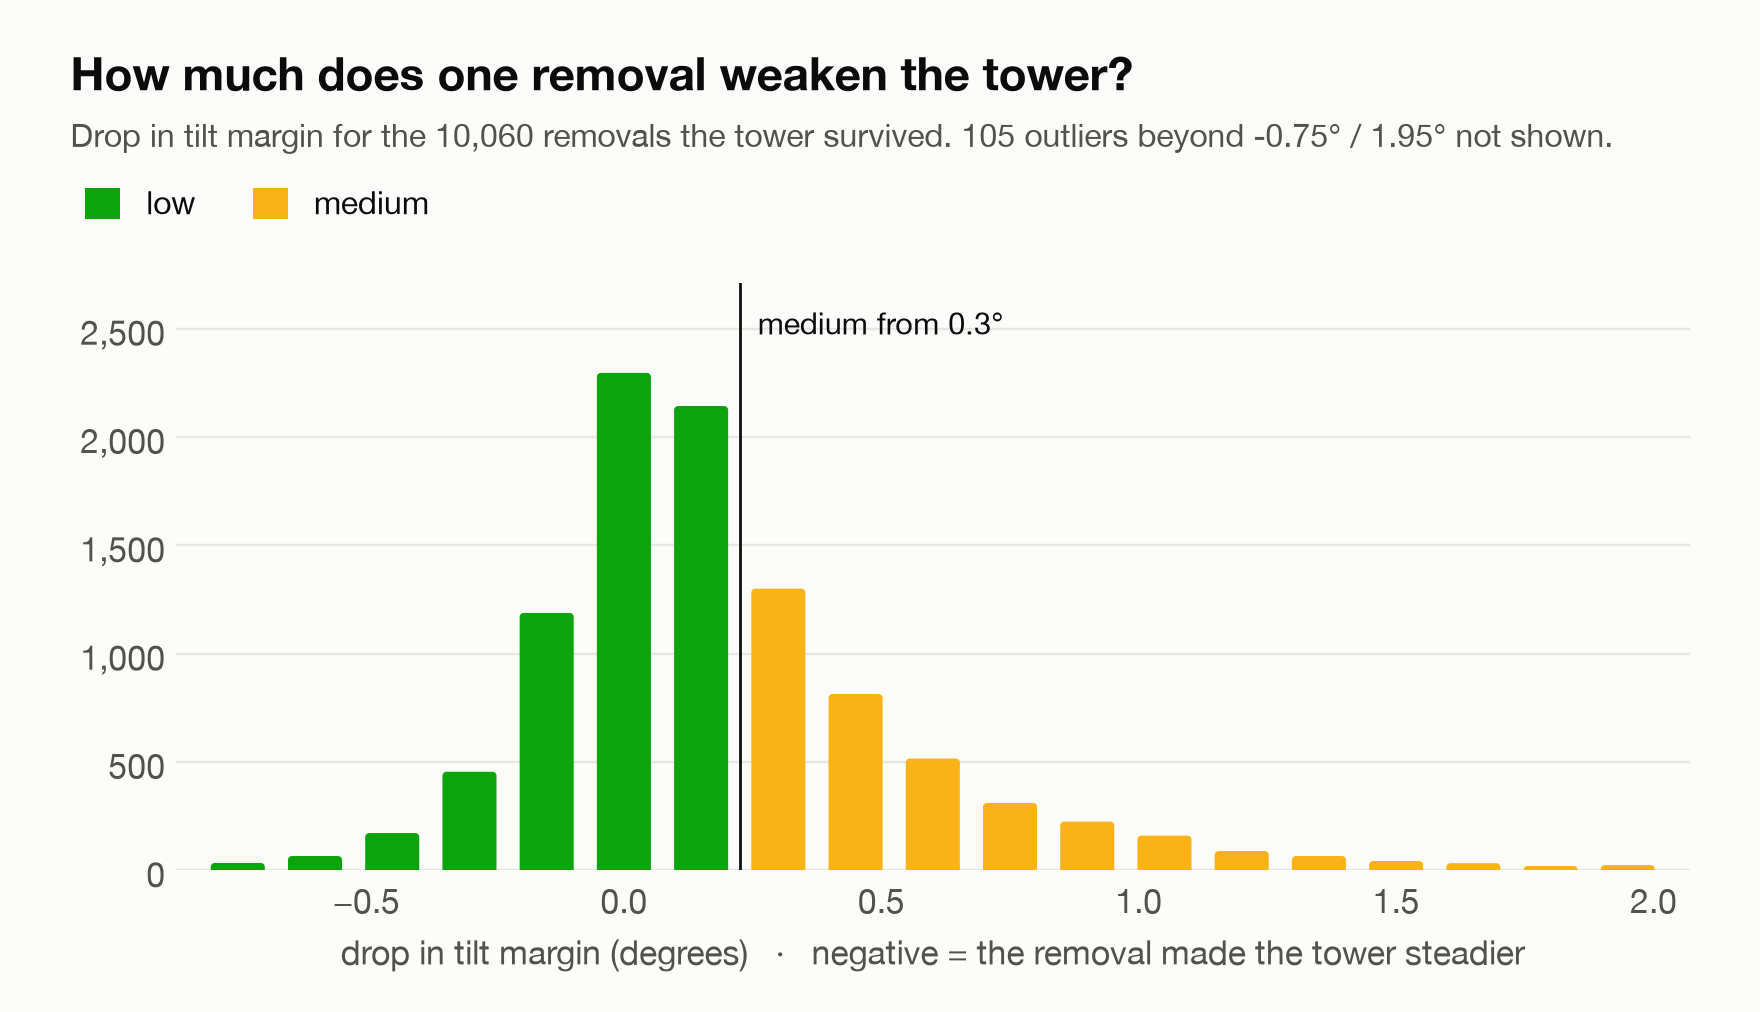 How much does one removal weaken the tower?
Drop in tilt margin for the 10,060 removals the tower survived. 105 outliers beyond -0.75° / 1.95° not shown.
low medium
medium from 0.3°
2,500
2,000
1,500
1,000
500
0
−0.5 0.0 0.5 1.0 1.5 2.0
drop in tilt margin (degrees) · negative = the removal made the tower steadier